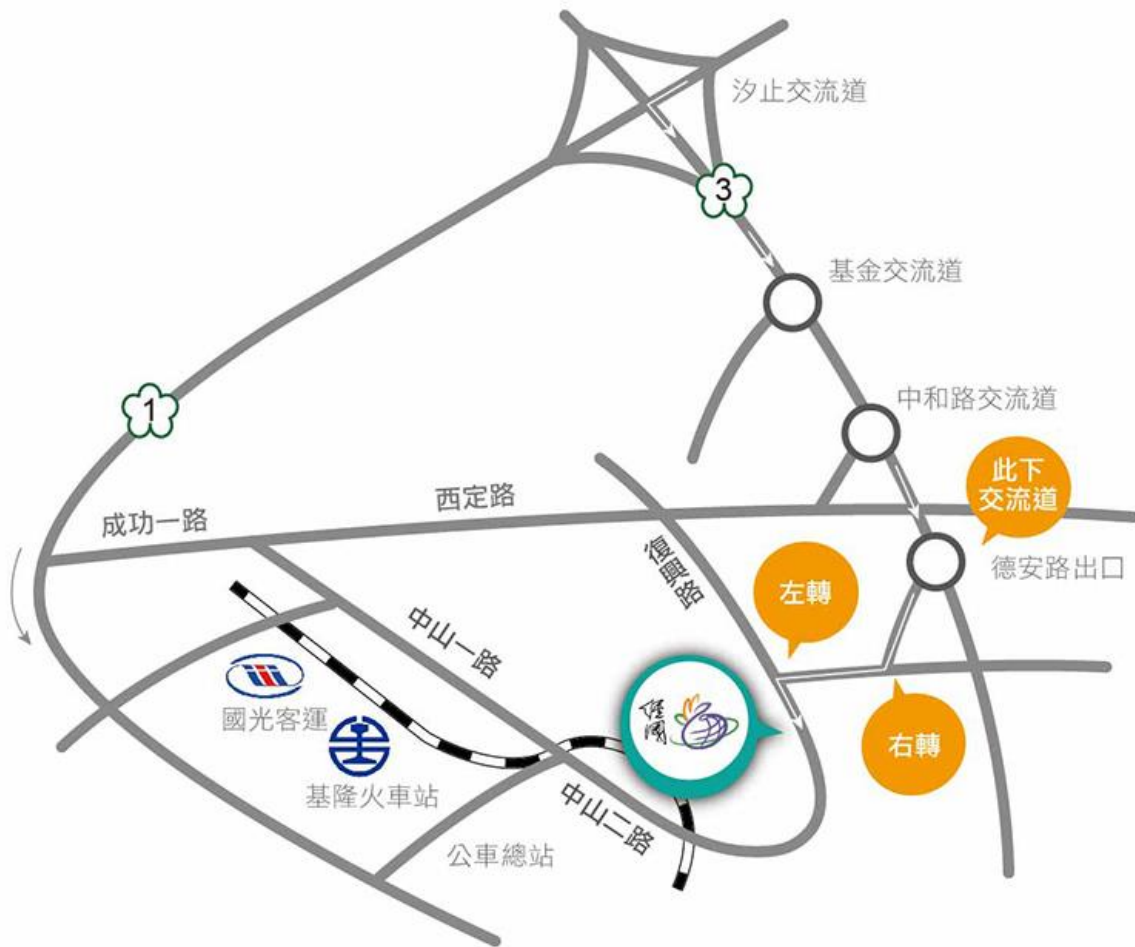 汐止交流道
3
基金交流道
1
中和路交流道
此下
交流道
西定路
成功一路
復興路
德安路出口
左轉
中山一路
經國
國光客運
右轉
基隆火車站
中山二路
公車總站